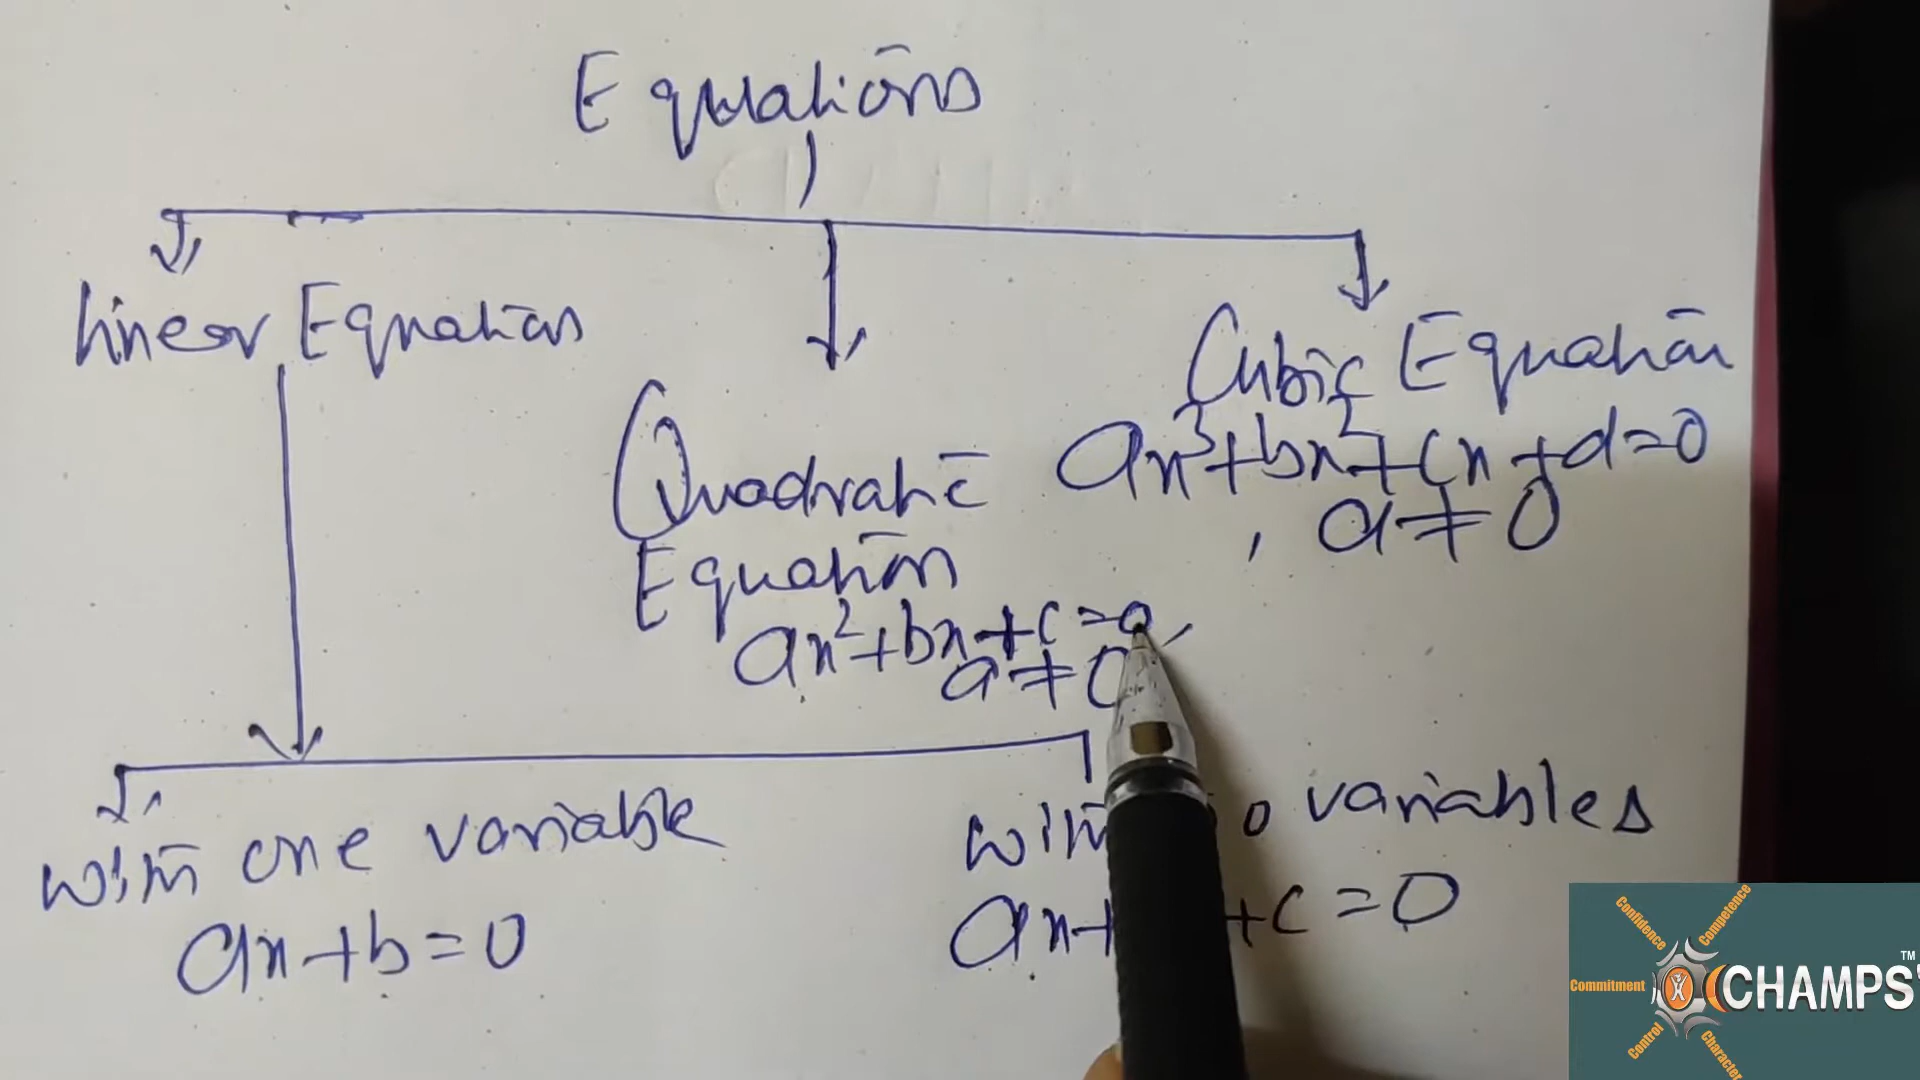 Equations
Linear Equation
Quadratic
Equation
ax²+bx+c=0,
a≠0
Cubic Equation
ax³+bx²+cx+d=0
, a≠0
with one variable
ax+b=0
variables
+c=0
Confidence
Competence
Commitment
CHAMPS
TM
Control
Character